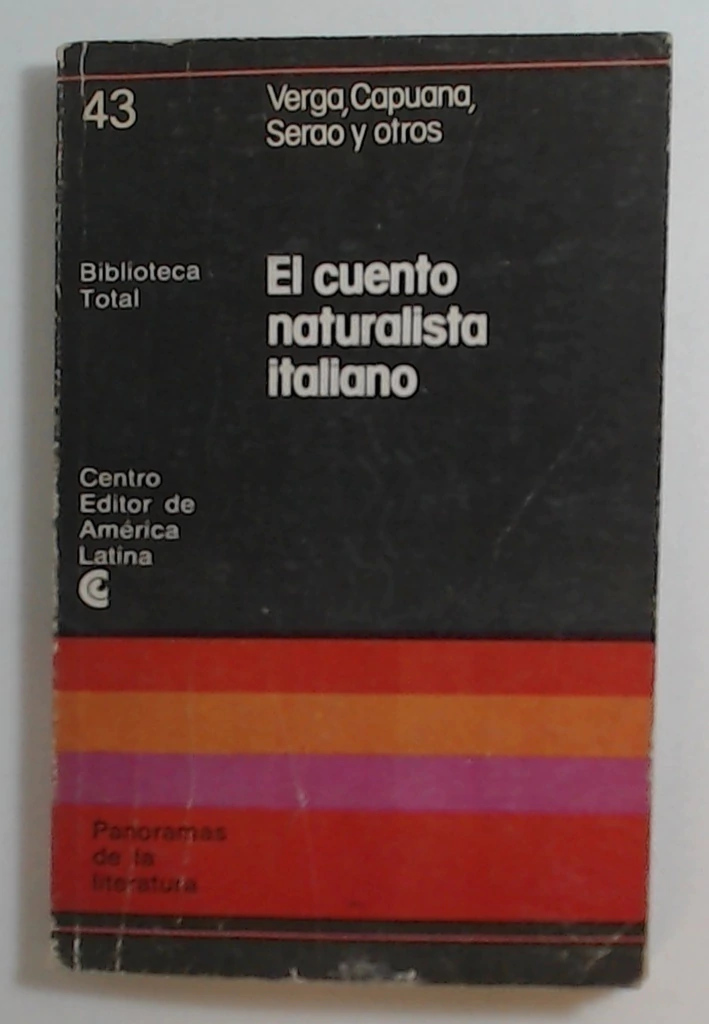 43
Verga, Capuana,
Serao y otros
Biblioteca
Total
El cuento
naturalista
italiano
Centro
Editor de
América
Latina
Panoramas
de la
literatura